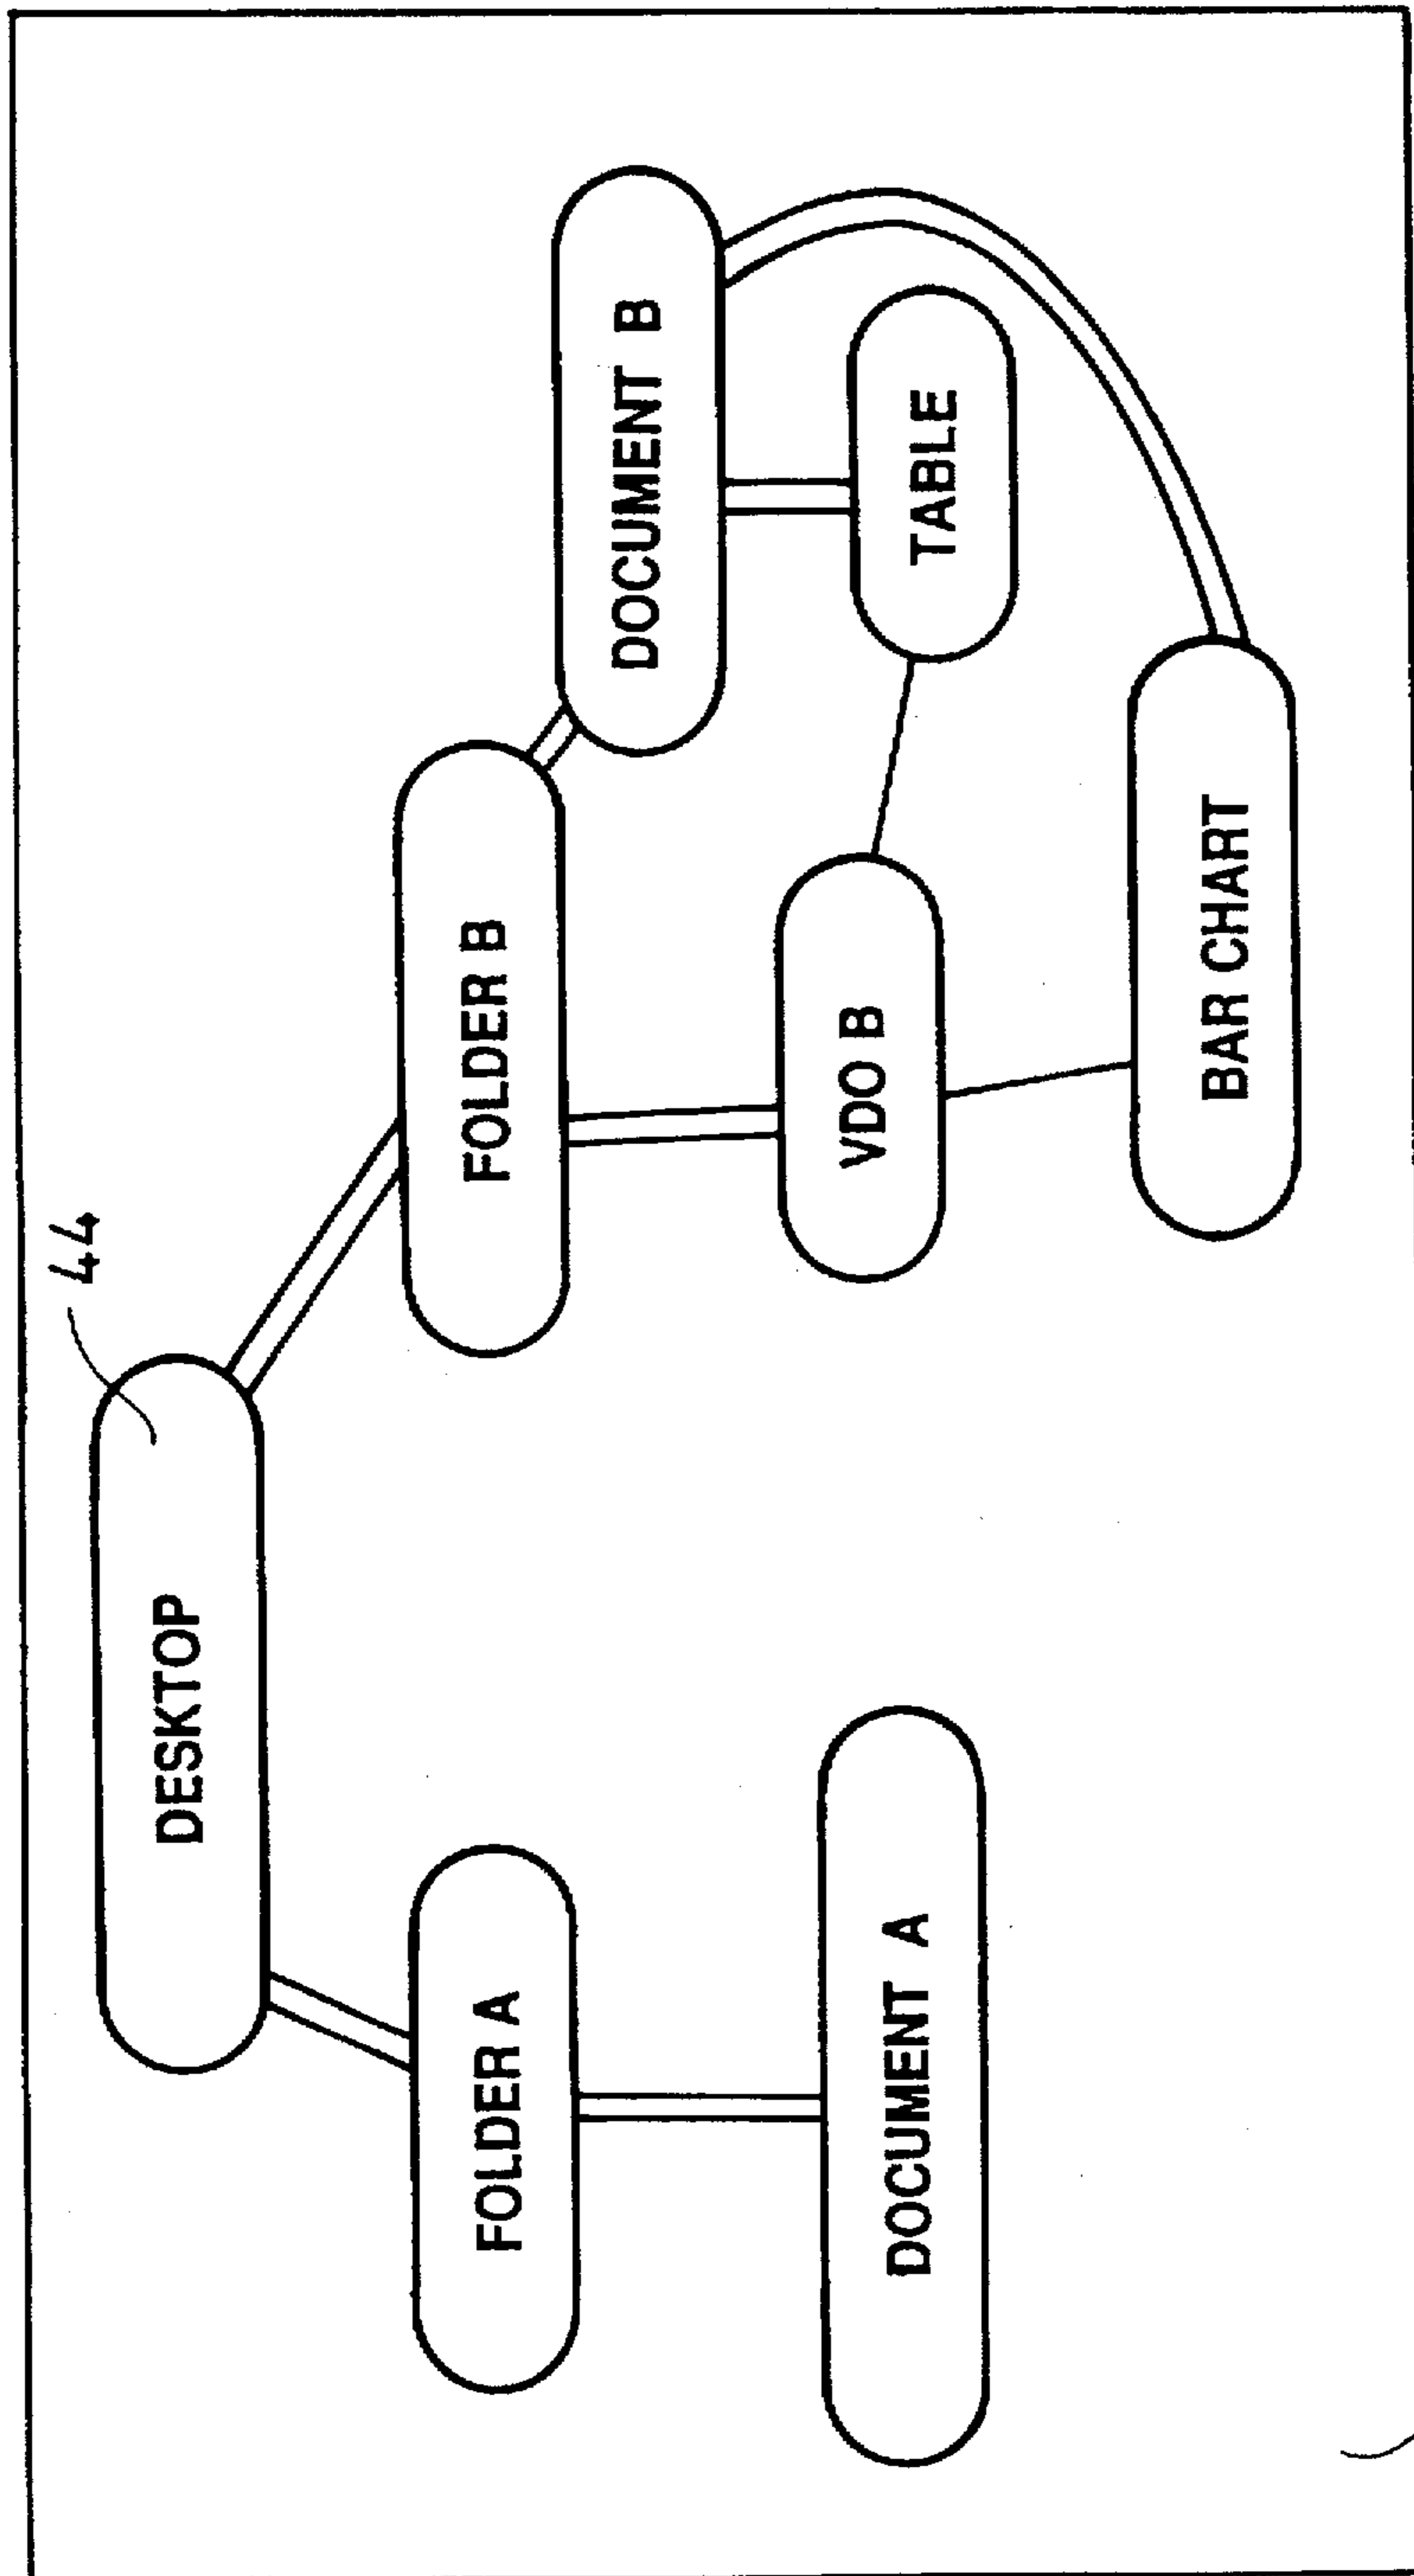 44
DESKTOP
FOLDER A
FOLDER B
DOCUMENT B
DOCUMENT A
VDO B
TABLE
BAR CHART